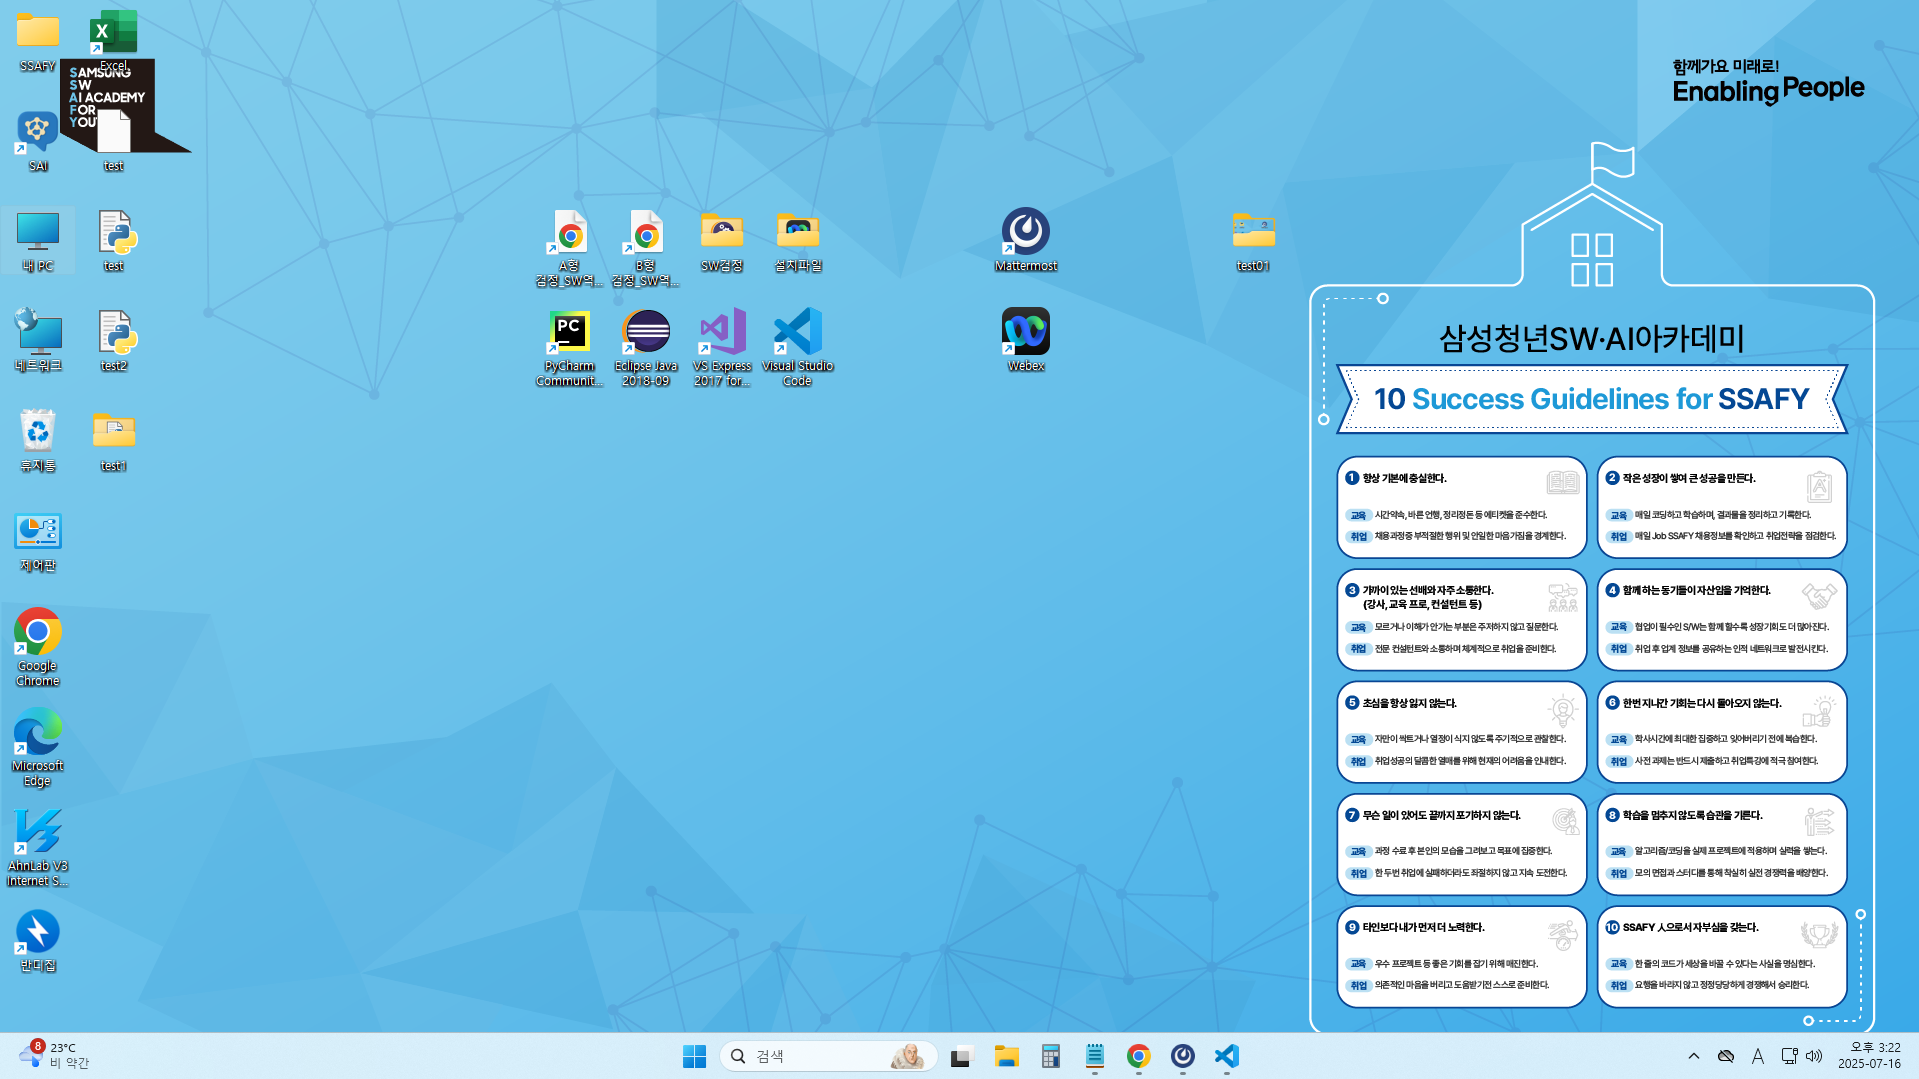 SSAFY
Excel
SAMSUNG
SW
AI ACADEMY
FOR
YOU
SAI
test
내 PC
test
네트워크
test2
휴지통
test1
제어판
Google
Chrome
Microsoft
Edge
AhnLab V3
Internet S...
반디집
A형
검정_SW역...
B형
검정_SW역...
SW검정
설치파일
Mattermost
test01
PyCharm
Communit...
Eclipse Java
2018-09
VS Express
2017 for...
Visual Studio
Code
Webex
함께가요 미래로!
Enabling People
삼성청년SW·AI아카데미
10 Success Guidelines for SSAFY
1 항상 기본에 충실한다.
교육 시간약속, 바른 언행, 정리정돈 등 에티켓을 준수한다.
취업 채용과정중 부적절한 행위 및 안일한 마음가짐을 경계한다.
2 작은 성장이 쌓여 큰 성공을 만든다.
교육 매일 코딩하고 학습하며, 결과물을 정리하고 기록한다.
취업 매일 Job SSAFY 채용정보를 확인하고 취업전략을 점검한다.
3 가까이 있는 선배와 자주 소통한다.
(강사, 교육 프로, 컨설턴트 등)
교육 모르거나 이해가 안가는 부분은 주저하지 않고 질문한다.
취업 전문 컨설턴트와 소통하며 체계적으로 취업을 준비한다.
4 함께 하는 동기들이 자산임을 기억한다.
교육 협업이 필수인 S/W는 함께 할수록 성장기회도 더 많아진다.
취업 취업 후 업계 정보를 공유하는 인적 네트워크로 발전시킨다.
5 초심을 항상 잃지 않는다.
교육 자만이 싹트거나 열정이 식지 않도록 주기적으로 관찰한다.
취업 취업성공의 달콤한 열매를 위해 현재의 어려움을 인내한다.
6 한번 지나간 기회는 다시 돌아오지 않는다.
교육 학사시간에 최대한 집중하고 잊어버리기 전에 복습한다.
취업 사전 과제는 반드시 제출하고 취업특강에 적극 참여한다.
7 무슨 일이 있어도 끝까지 포기하지 않는다.
교육 과정 수료 후 본인의 모습을 그려보고 목표에 집중한다.
취업 한 두번 취업에 실패하더라도 좌절하지 않고 지속 도전한다.
8 학습을 멈추지 않도록 습관을 기른다.
교육 알고리즘/코딩을 실제 프로젝트에 적용하며 실력을 쌓는다.
취업 모의 면접과 스터디를 통해 착실히 실전 경쟁력을 배양한다.
9 타인보다 내가 먼저 더 노력한다.
교육 우수 프로젝트 등 좋은 기회를 잡기 위해 매진한다.
취업 의존적인 마음을 버리고 도움받기전 스스로 준비한다.
10 SSAFY 人으로서 자부심을 갖는다.
교육 한 줄의 코드가 세상을 바꿀 수 있다는 사실을 명심한다.
취업 요행을 바라지 않고 정정당당하게 경쟁해서 승리한다.
8
23°C
비 약간
검색
A
오후 3:22
2025-07-16